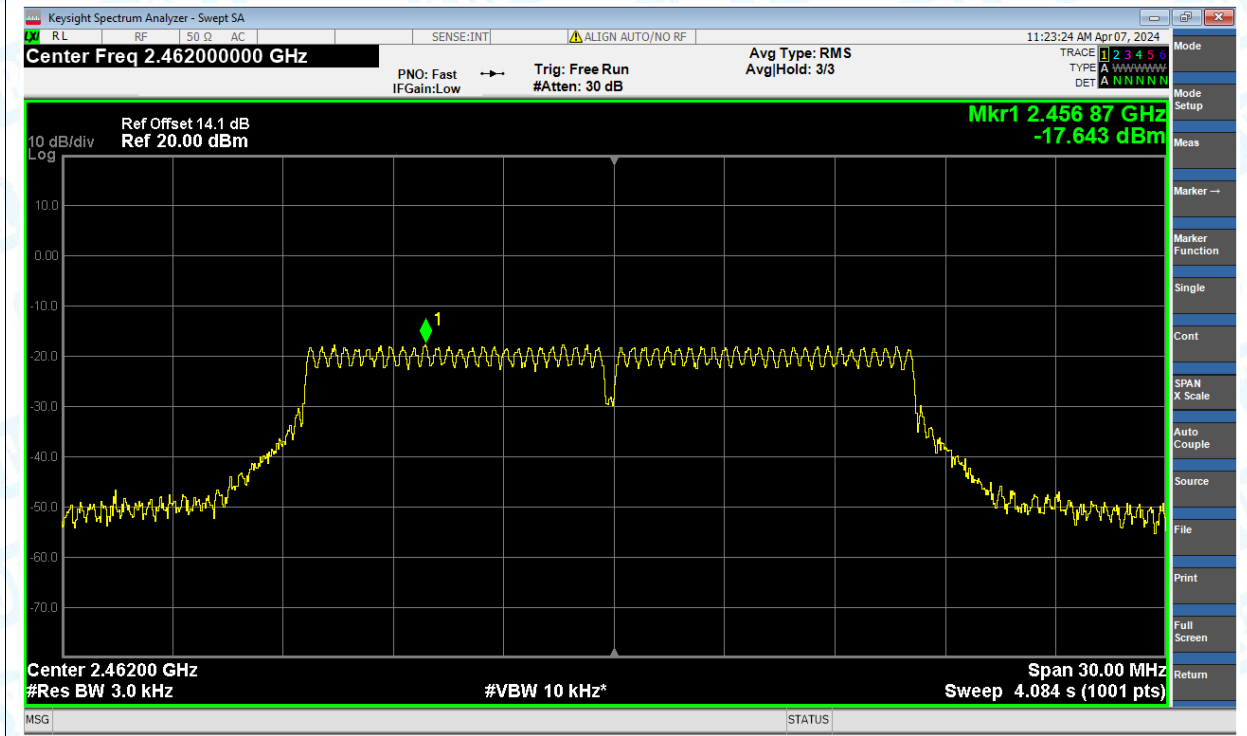 Keysight Spectrum Analyzer - Swept SA
LXI RL RF 50 Ω AC SENSE:INT ALIGN AUTO/NO RF 11:23:24 AM Apr 07, 2024
Center Freq 2.462000000 GHz
PNO: Fast
IFGain:Low
Trig: Free Run
#Atten: 30 dB
Avg Type: RMS
Avg|Hold: 3/3
TRACE 1 2 3 4 5 6
TYPE A WWWWW
DET A N N N N N
Mkr1 2.456 87 GHz
-17.643 dBm
Ref Offset 14.1 dB
10 dB/div Ref 20.00 dBm
Log
10.0
0.00
-10.0
1
-20.0
-30.0
-40.0
-50.0
-60.0
-70.0
Center 2.46200 GHz Span 30.00 MHz
#Res BW 3.0 kHz #VBW 10 kHz* Sweep 4.084 s (1001 pts)
MSG STATUS
Mode
Mode
Setup
Meas
Marker →
Marker
Function
Single
Cont
SPAN
X Scale
Auto
Couple
Source
File
Print
Full
Screen
Return